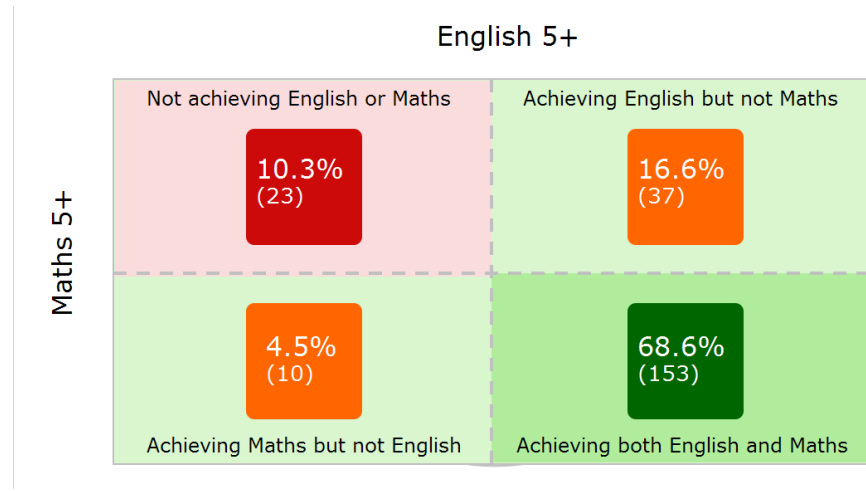 English 5+
Maths 5+
Not achieving English or Maths
10.3%
(23)
Achieving English but not Maths
16.6%
(37)
4.5%
(10)
Achieving Maths but not English
68.6%
(153)
Achieving both English and Maths